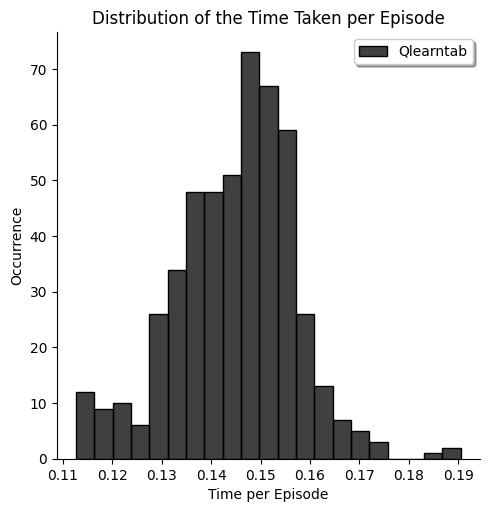 Distribution of the Time Taken per Episode
Qlearntab
70
60
50
40
30
20
10
0
Occurrence
0.11 0.12 0.13 0.14 0.15 0.16 0.17 0.18 0.19
Time per Episode